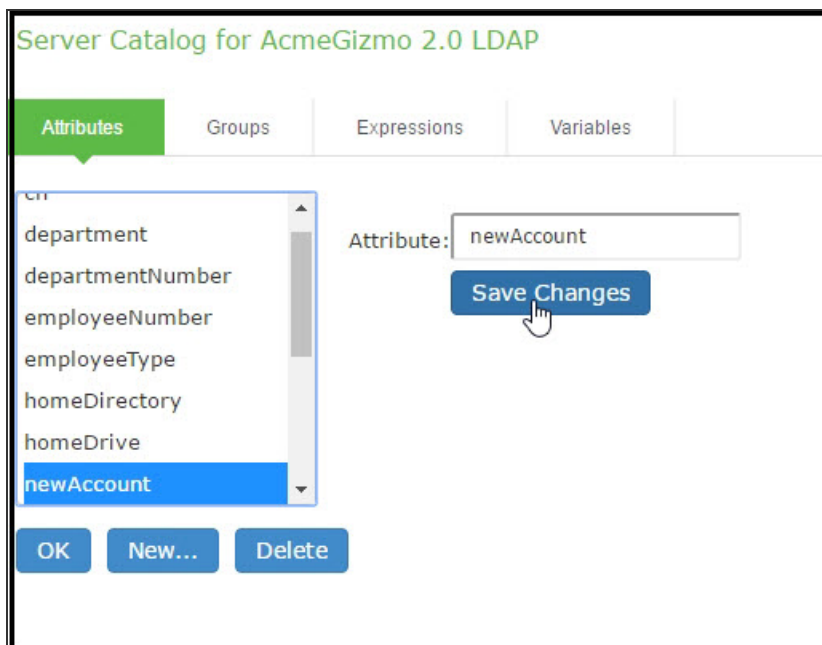 Server Catalog for AcmeGizmo 2.0 LDAP
Attributes Groups Expressions Variables
cn
department
departmentNumber
employeeNumber
employeeType
homeDirectory
homeDrive
newAccount
Attribute: newAccount
Save Changes
OK New... Delete